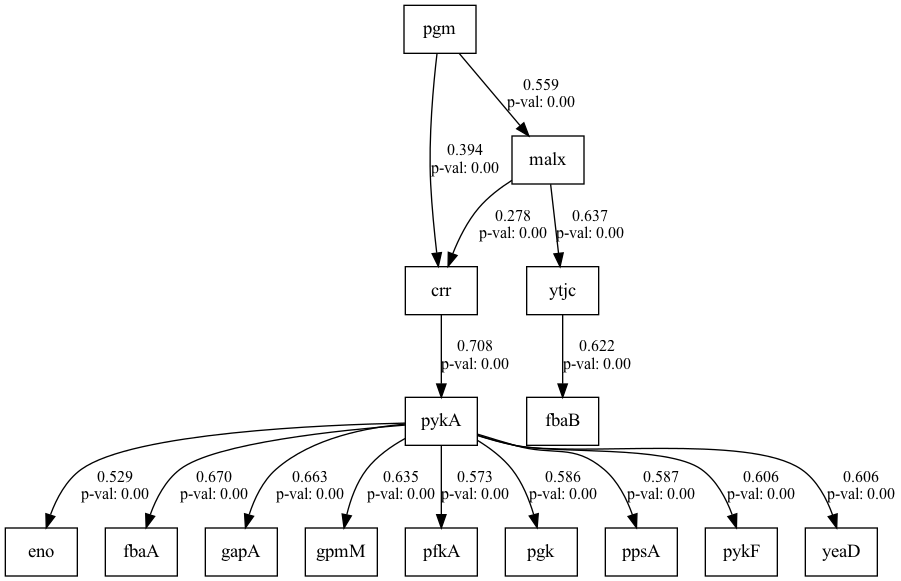 pgm
0.559
p-val: 0.00
0.394
p-val: 0.00
malx
0.278
p-val: 0.00
0.637
p-val: 0.00
crr
ytjc
0.708
p-val: 0.00
0.622
p-val: 0.00
pykA
fbaB
0.529
p-val: 0.00
0.670
p-val: 0.00
0.663
p-val: 0.00
0.635
p-val: 0.00
0.573
p-val: 0.00
0.586
p-val: 0.00
0.587
p-val: 0.00
0.606
p-val: 0.00
0.606
p-val: 0.00
eno
fbaA
gapA
gpmM
pfkA
pgk
ppsA
pykF
yeaD